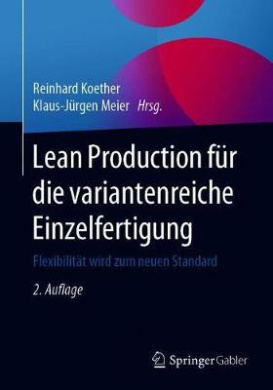 Reinhard Koether
Klaus-Jürgen Meier Hrsg.
Lean Production für
die variantenreiche
Einzelfertigung
Flexibilität wird zum neuen Standard
2. Auflage
Springer Gabler